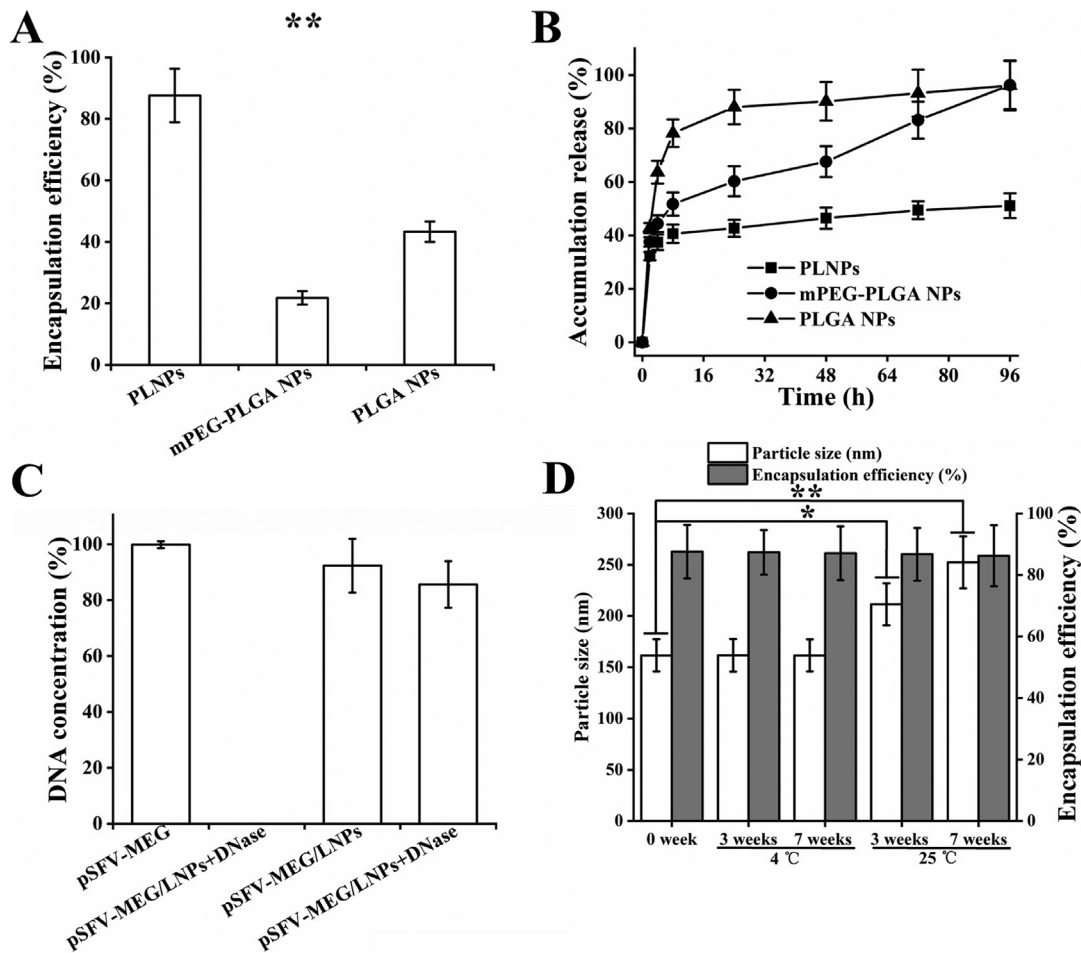 A
**
Encapsulation efficiency (%)
100
80
60
40
20
0
PLNPs
mPEG-PLGA NPs
PLGA NPs
B
Accumulation release (%)
100
80
60
40
20
0
PLNPs
mPEG-PLGA NPs
PLGA NPs
0 16 32 48 64 80 96
Time (h)
C
DNA concentration (%)
100
80
60
40
20
0
pSFV-MEG
pSFV-MEG/LNPs+DNase
pSFV-MEG/LNPs
pSFV-MEG/LNPs+DNase
D
Particle size (nm)
Encapsulation efficiency (%)
**
*
Particle size (nm)
300
250
200
150
100
50
0
100
80
60
40
20
0
Encapsulation efficiency (%)
0 week 3 weeks 7 weeks 3 weeks 7 weeks
4 ℃ 25 ℃